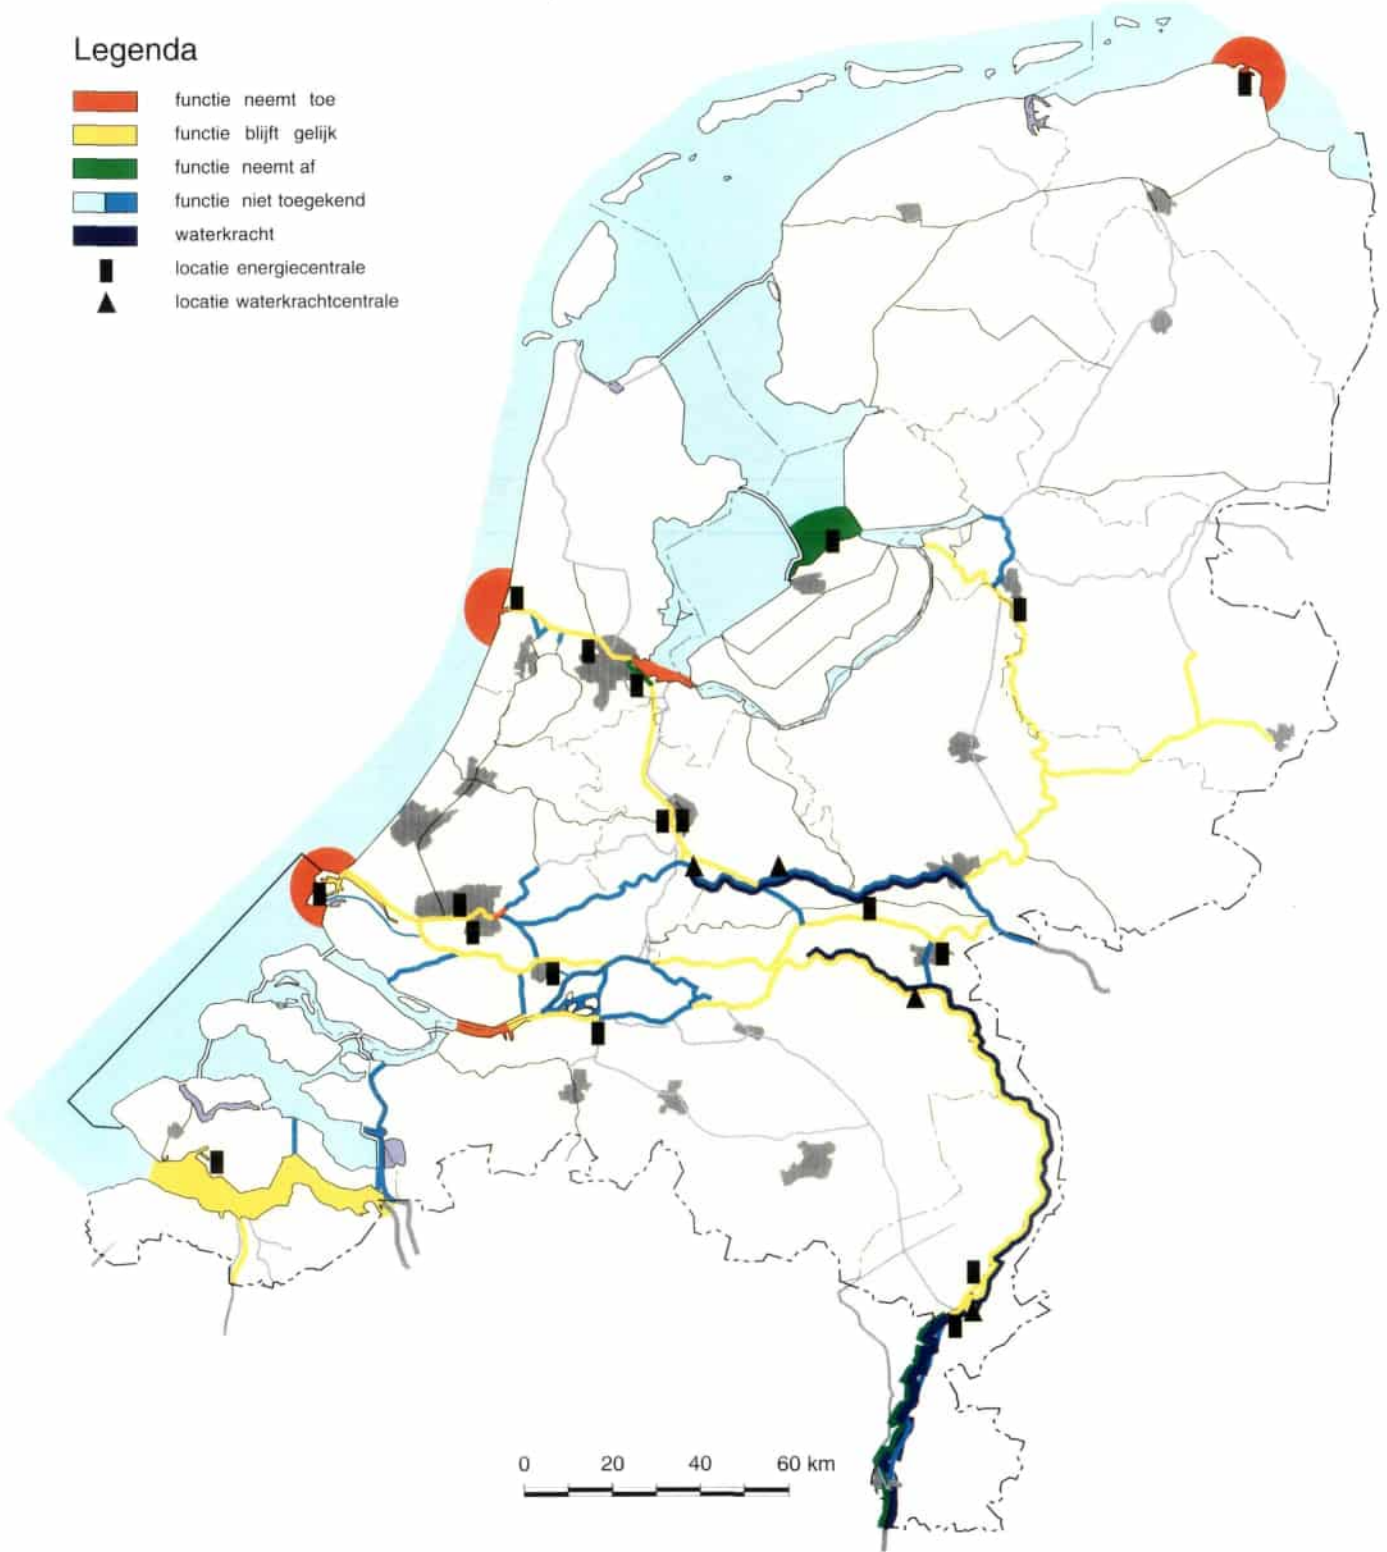 Legenda
functie neemt toe
functie blijft gelijk
functie neemt af
functie niet toegekend
waterkracht
locatie energiecentrale
locatie waterkrachtcentrale
0 20 40 60 km